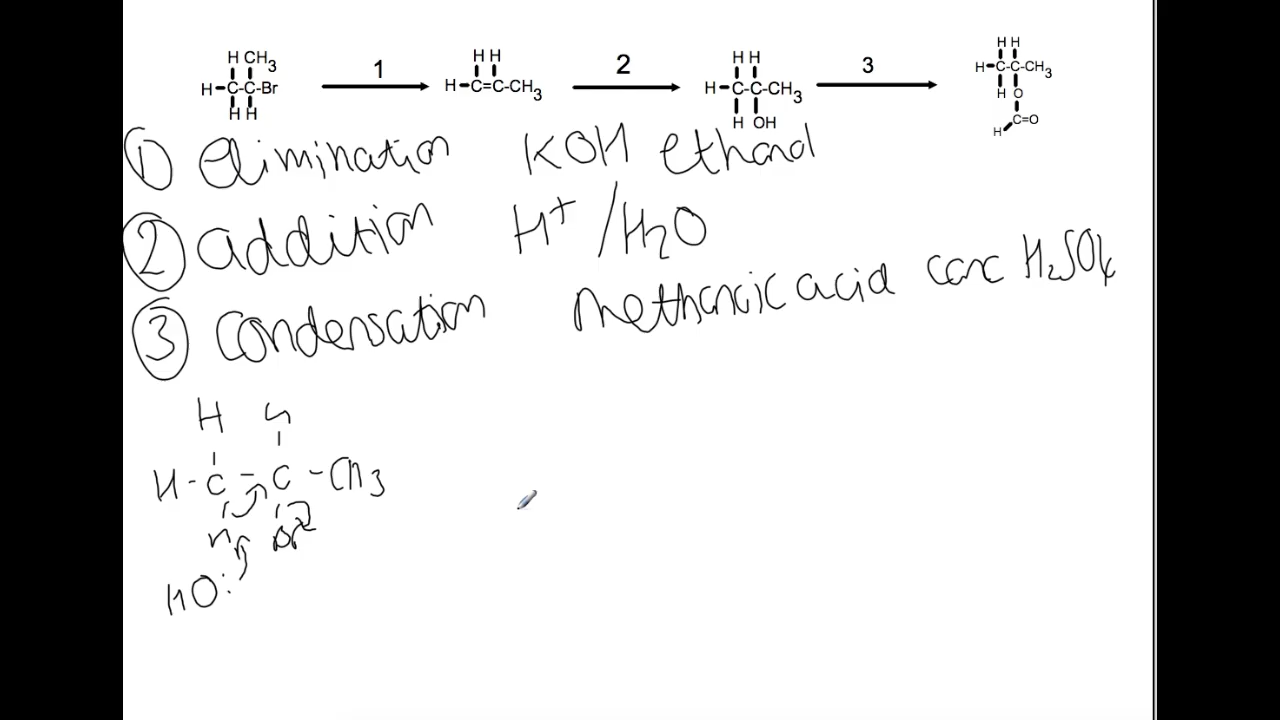 H CH3 1 H H 2 H H 3 H H
H-C-C-Br H-C=C-CH3 H-C-C-CH3 H-C-C-CH3
H H H OH H O
H C=O
① elimination KOH ethanol
② addition H+ /H2O
③ condensation methanoic acid conc H2SO4
H H
H-C-C-CH3
H Br
HO: